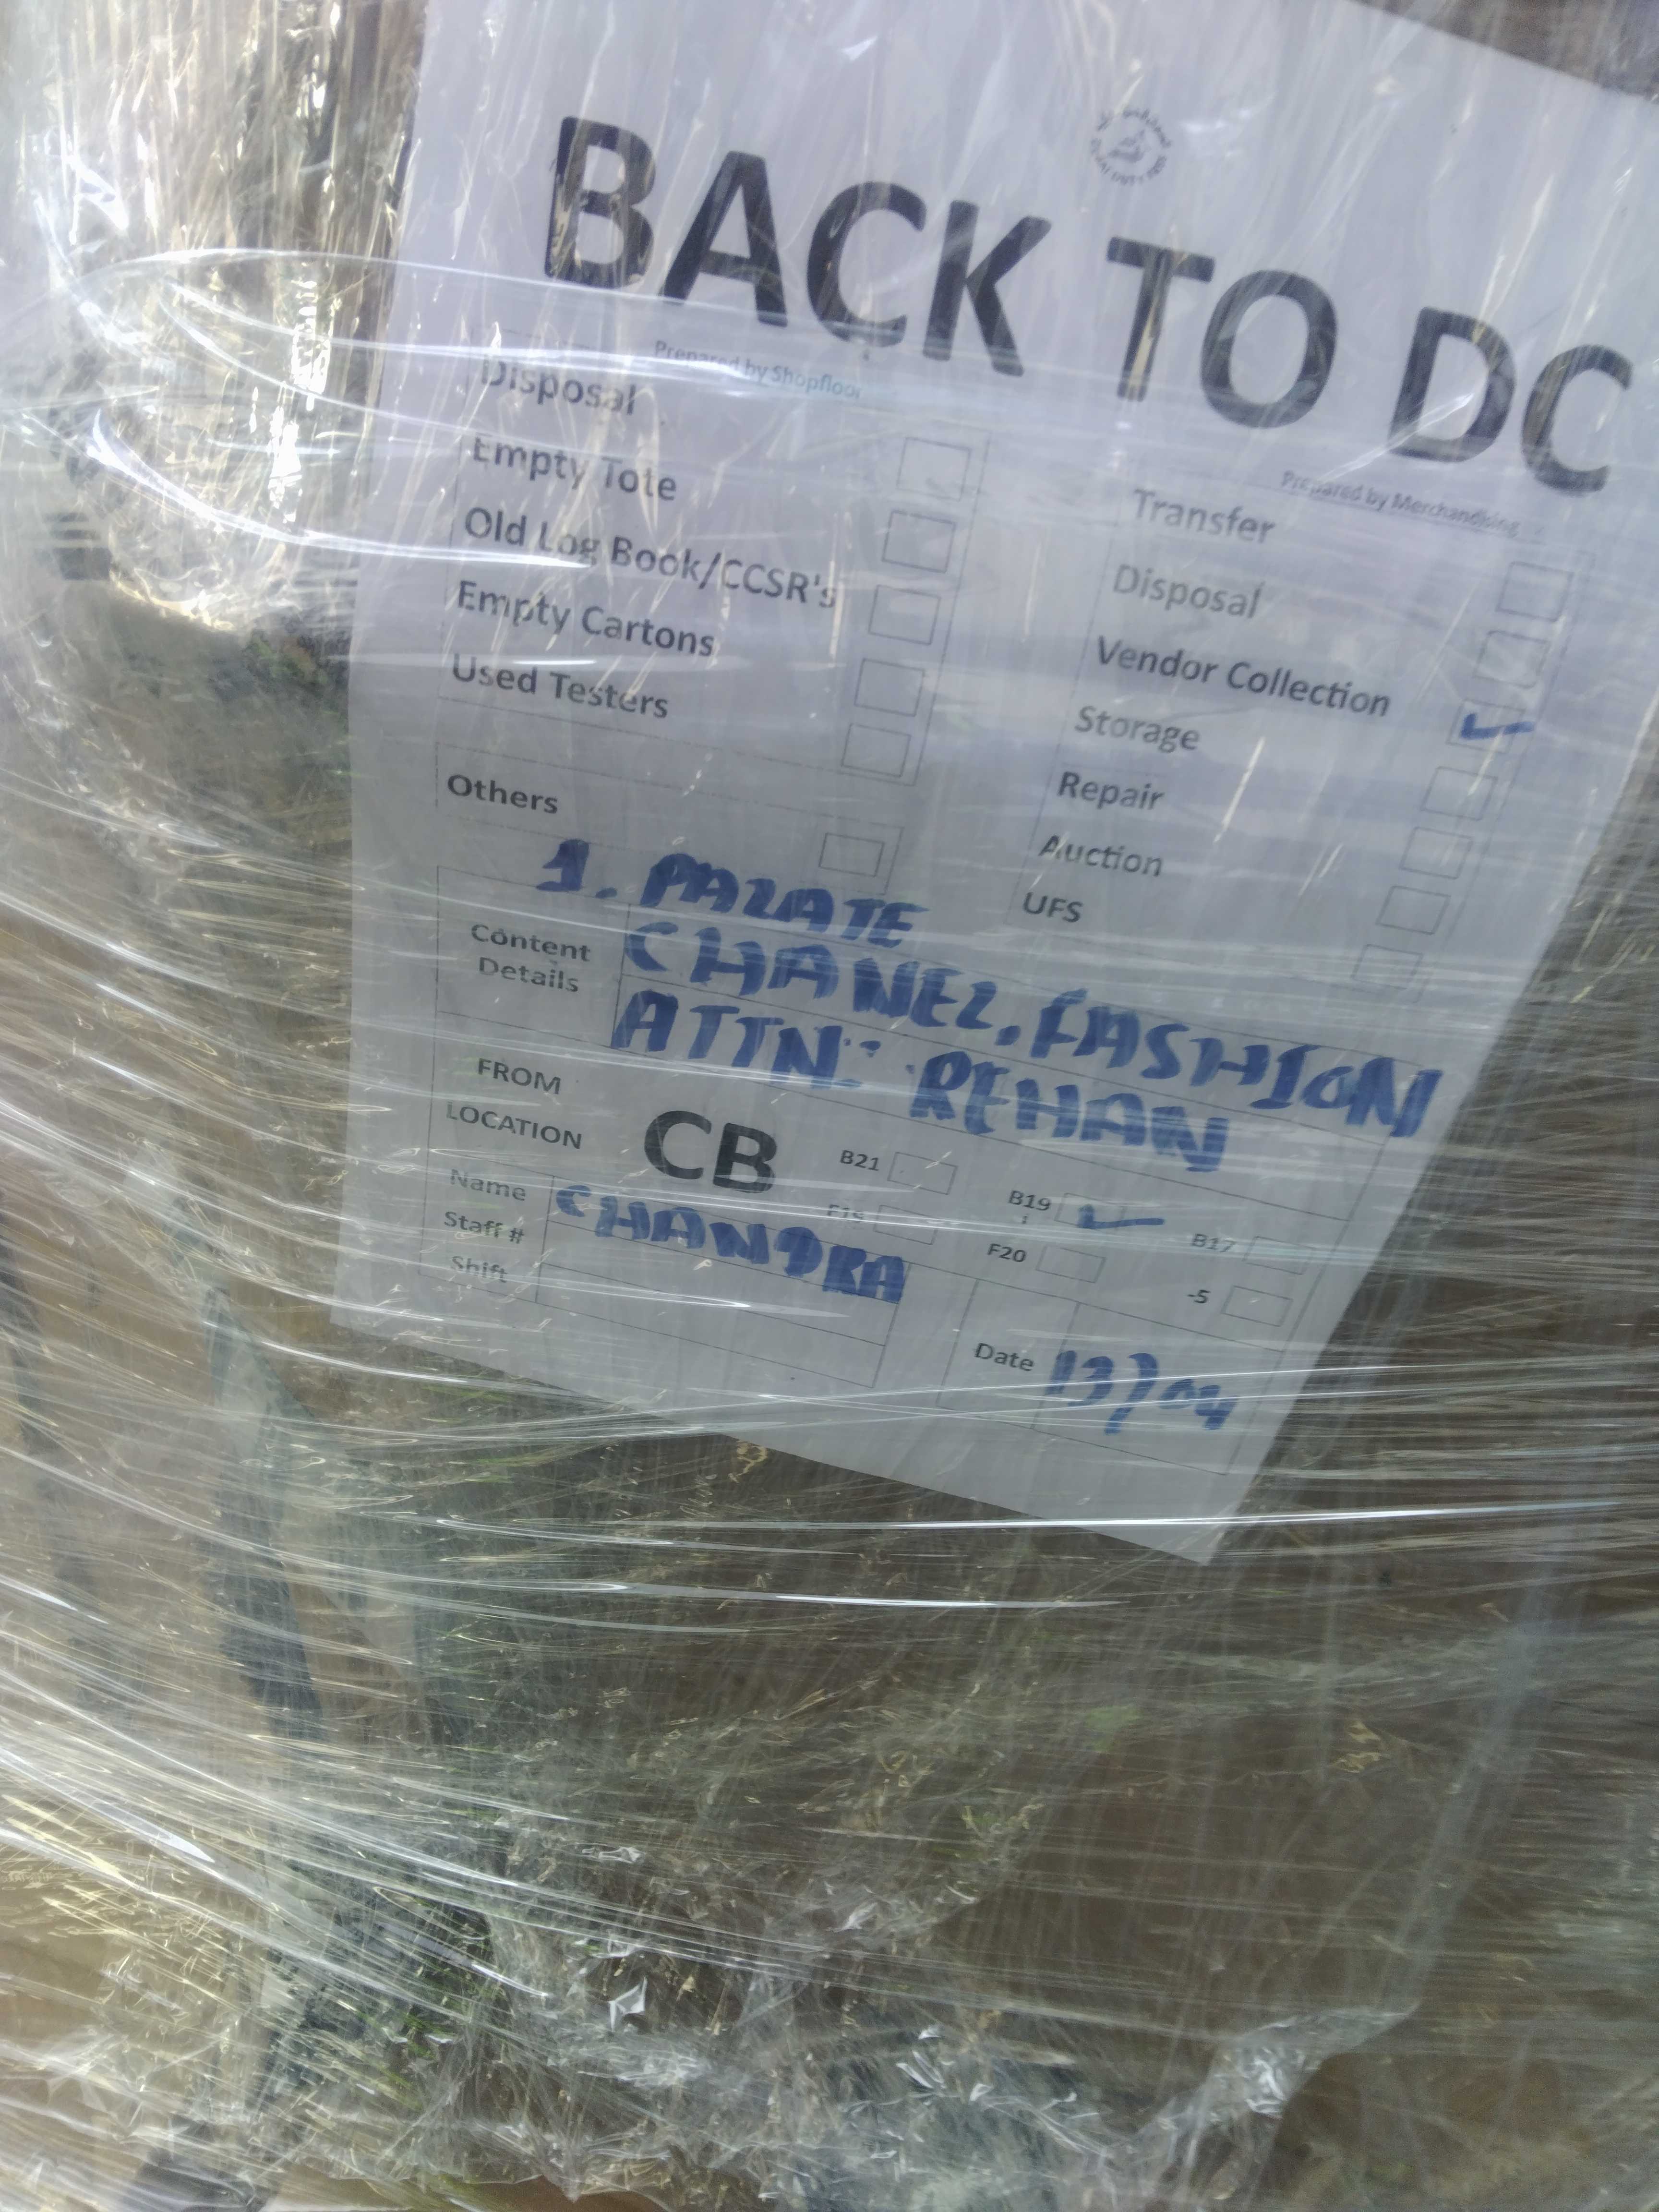 BACK TO DC
Prepared by Shopfloor
Disposal
Empty Tote
Old Log Book/CCSR's
Empty Cartons
Used Testers
Others
Prepared by Merchandising
Transfer
Disposal
Vendor Collection
Storage
Repair
Auction
UFS
1. PALATE
Content Details
CHANEL, FASHION
ATTN: REHAN
FROM LOCATION
CB
B21
B19
B17
F20
-5
Name CHANDRA
Staff #
Shift
Date 13/04